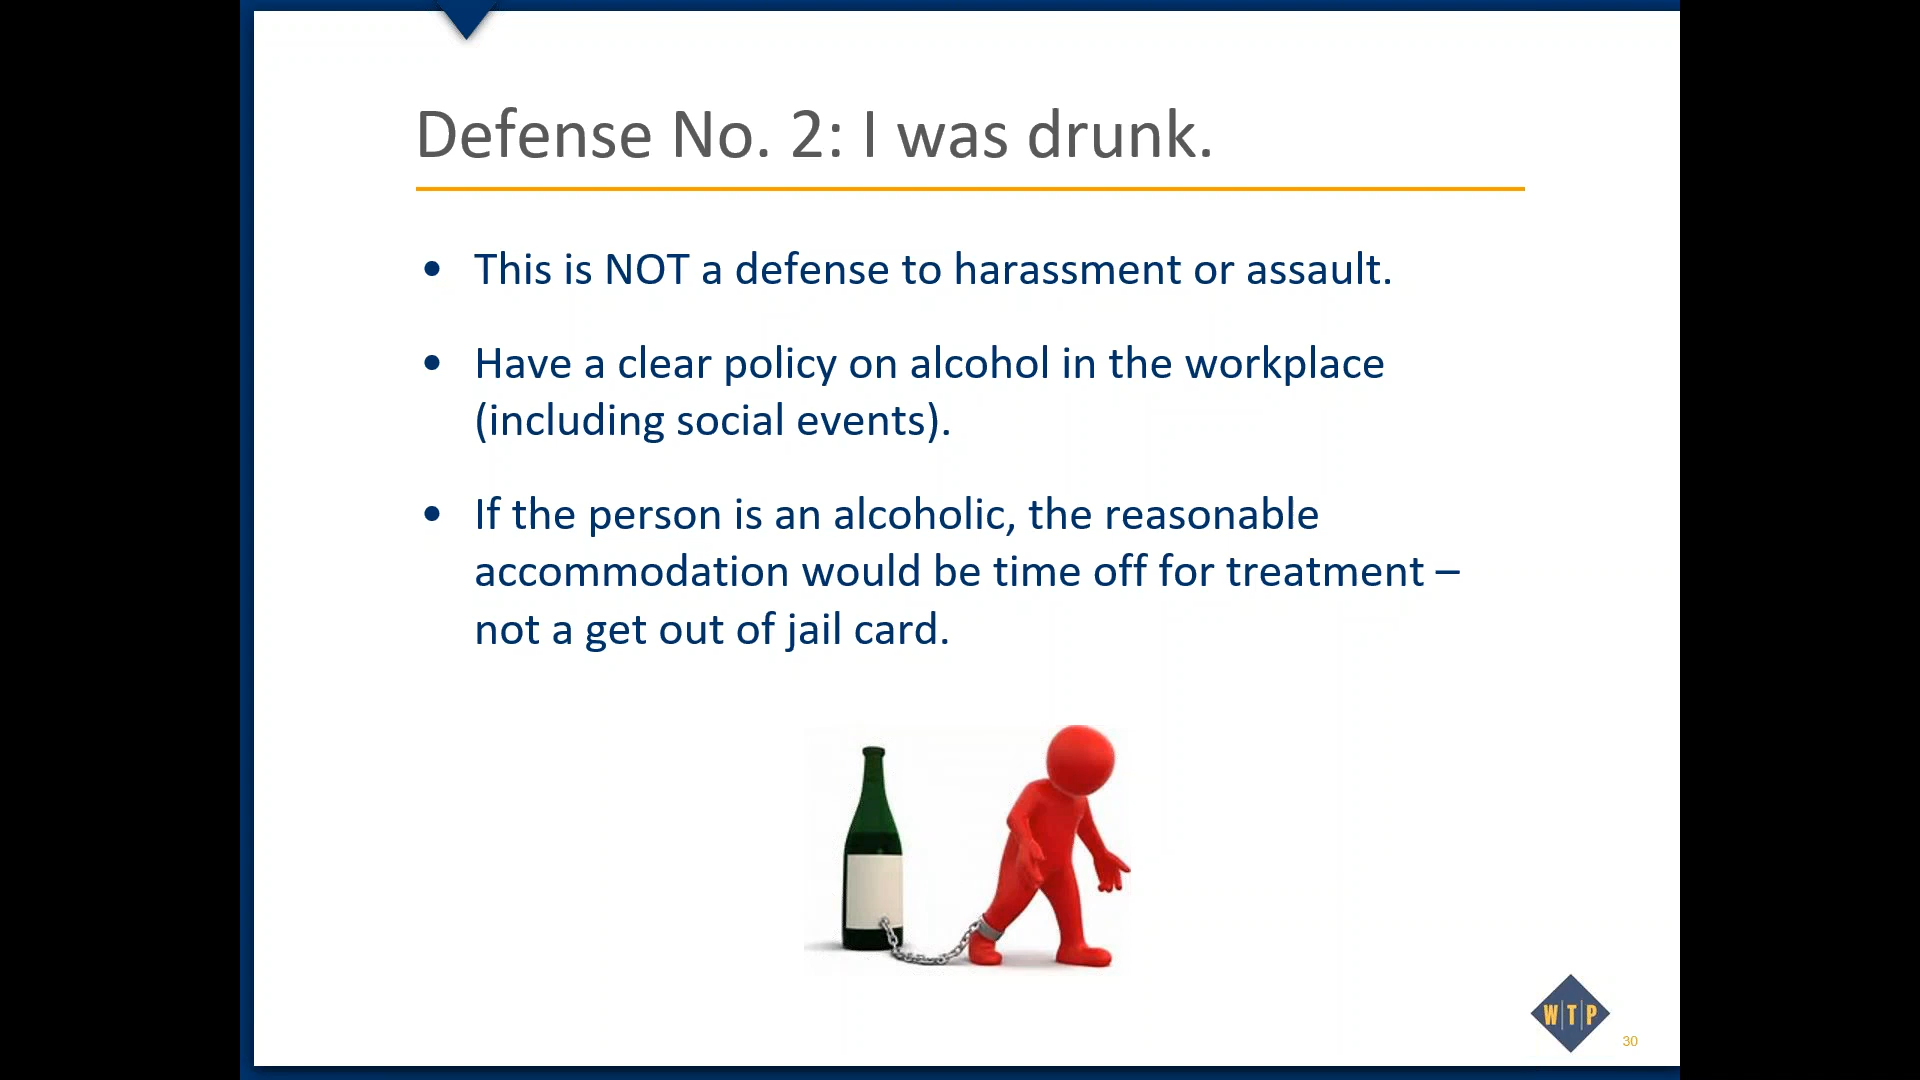 Defense No. 2: I was drunk.
• This is NOT a defense to harassment or assault.
• Have a clear policy on alcohol in the workplace
(including social events).
• If the person is an alcoholic, the reasonable
accommodation would be time off for treatment –
not a get out of jail card.
W|T|P
30